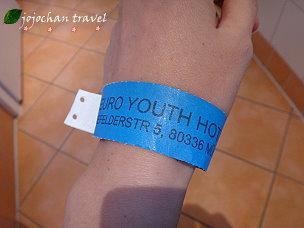 jojochan travel
EURO YOUTH HO
FELDERSTR 5, 80336 M